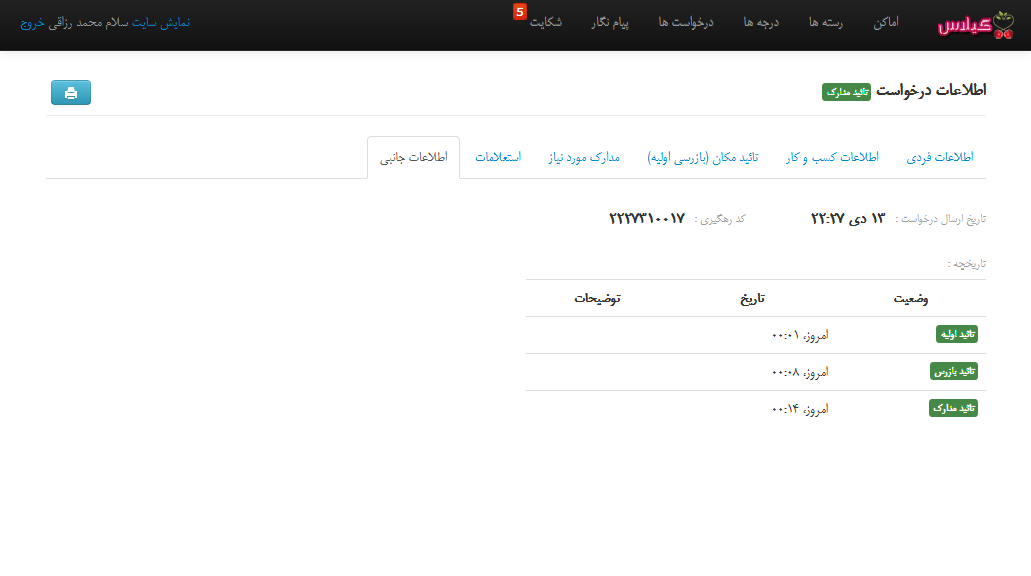 گیلاس اماکن رسته ها درجه ها درخواست ها پیام نگار شکایت 5 نمایش سایت سلام محمد رزاقی خروج
اطلاعات درخواست تائید مدارک
اطلاعات فردی اطلاعات کسب و کار تائید مکان (بازرسی اولیه) مدارک مورد نیاز استعلامات اطلاعات جانبی
تاریخ ارسال درخواست : ۱۳ دی ۲۲:۲۷ کد رهگیری : ۲۲۲۷۳۱۰۰۱۷
تاریخچه :
وضعیت تاریخ توضیحات
تائید اولیه امروز، ۰۰:۰۱
تائید بازرس امروز، ۰۰:۰۸
تائید مدارک امروز، ۰۰:۱۴